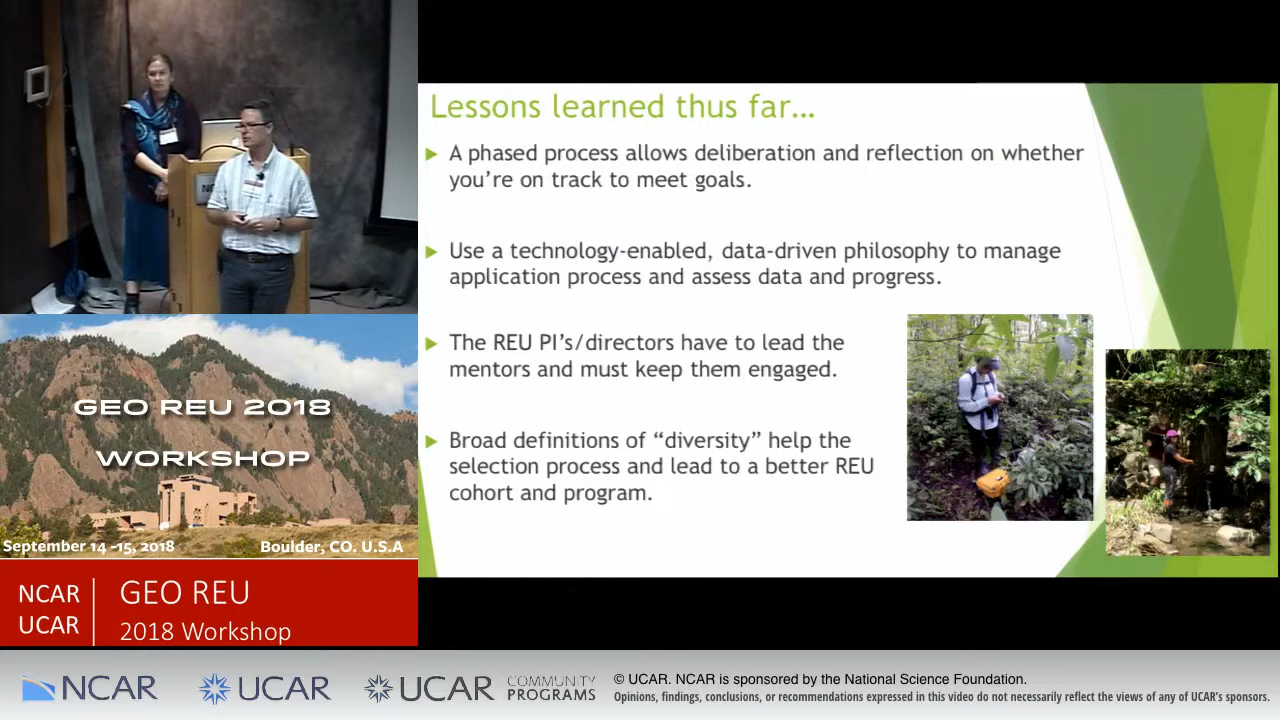 Lessons learned thus far…
A phased process allows deliberation and reflection on whether
you're on track to meet goals.
Use a technology-enabled, data-driven philosophy to manage
application process and assess data and progress.
The REU PI's/directors have to lead the
mentors and must keep them engaged.
Broad definitions of “diversity” help the
selection process and lead to a better REU
cohort and program.
GEO REU 2018
WORKSHOP
September 14 -15, 2018
Boulder, CO. U.S.A
NCAR
UCAR
GEO REU
2018 Workshop
NCAR
UCAR
UCAR
COMMUNITY
PROGRAMS
© UCAR. NCAR is sponsored by the National Science Foundation.
Opinions, findings, conclusions, or recommendations expressed in this video do not necessarily reflect the views of any of UCAR's sponsors.